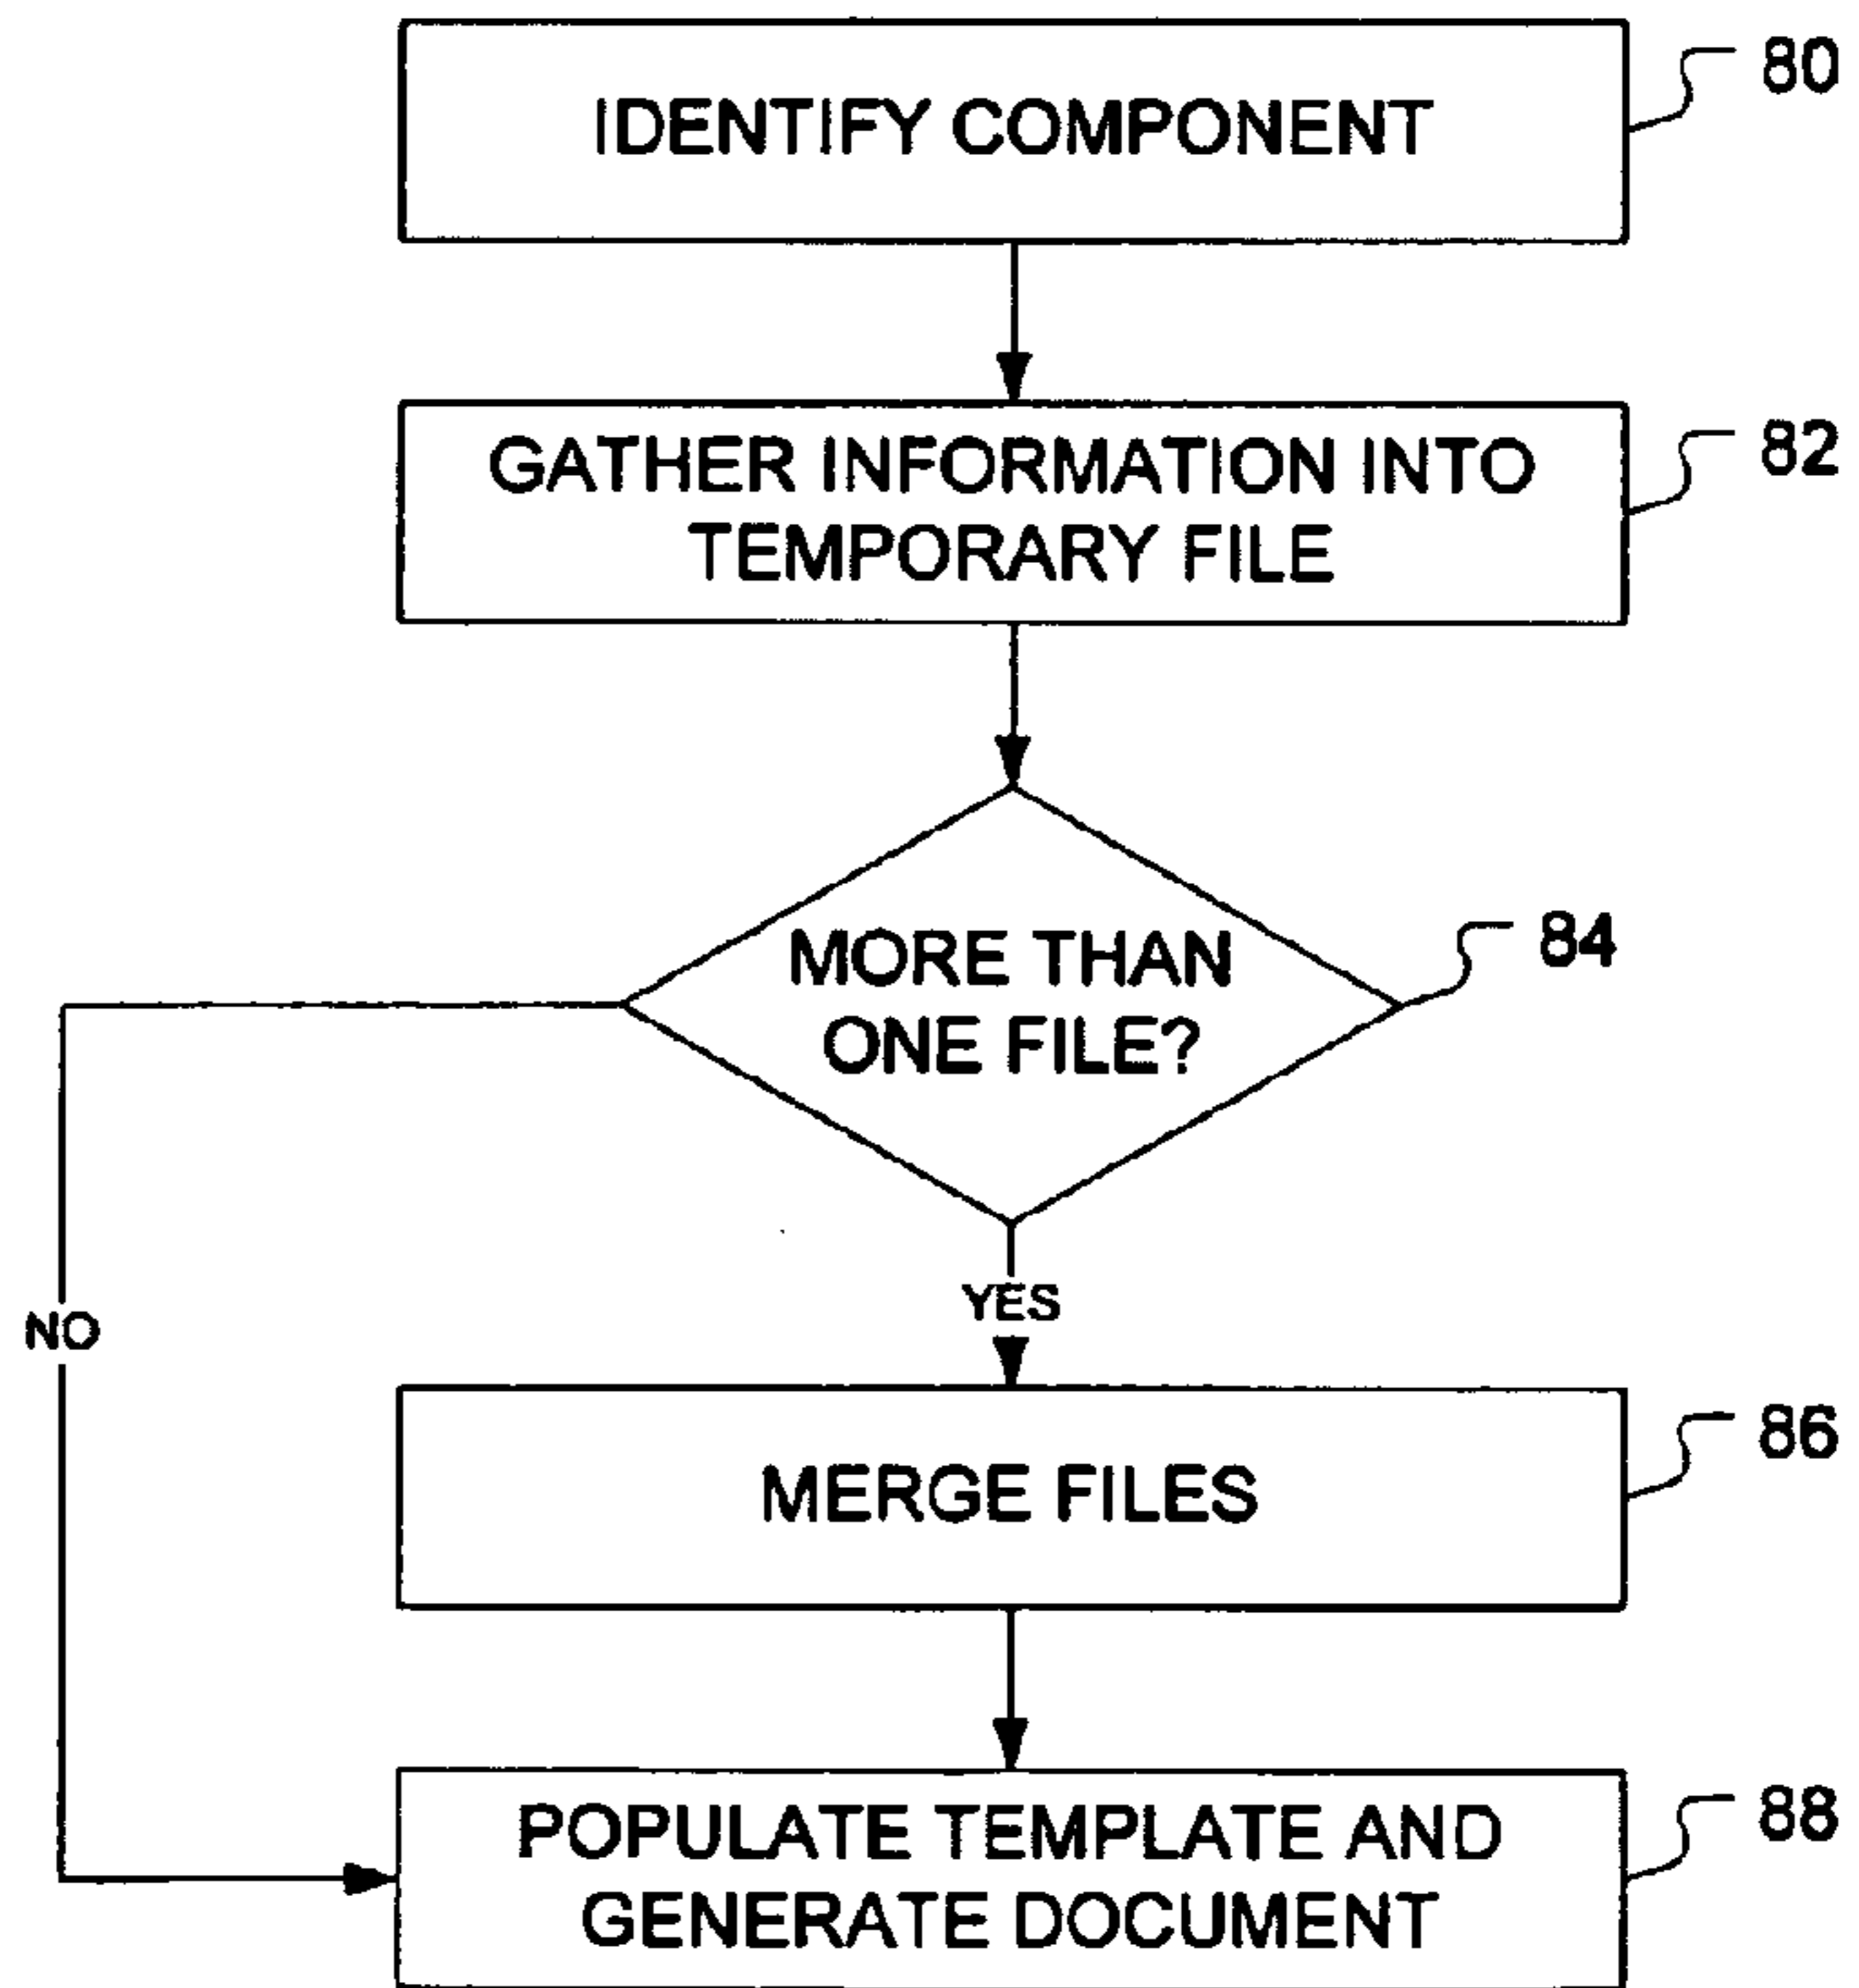 IDENTIFY COMPONENT
80
GATHER INFORMATION INTO
TEMPORARY FILE
82
MORE THAN
ONE FILE?
84
YES
NO
MERGE FILES
86
POPULATE TEMPLATE AND
GENERATE DOCUMENT
88